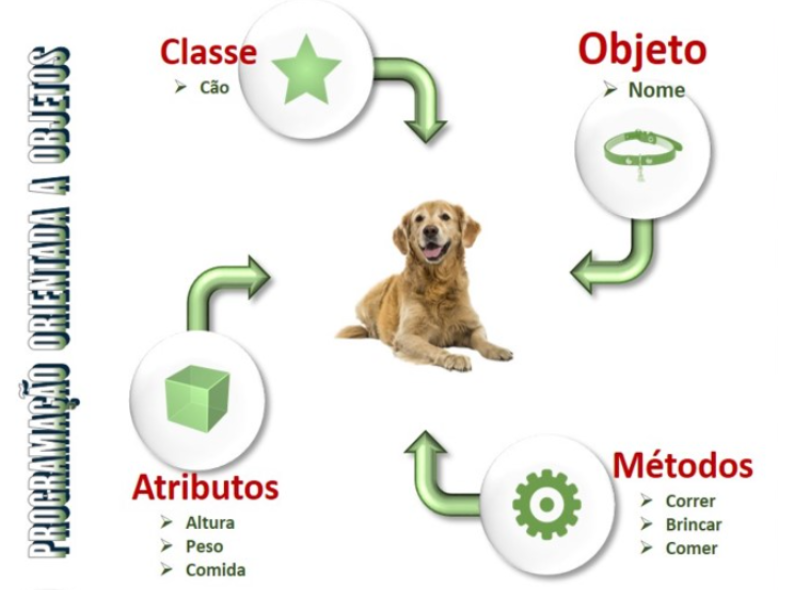 PROGRAMAÇÃO ORIENTADA A OBJETOS
Classe
➢ Cão
Objeto
➢ Nome
Atributos
➢ Altura
➢ Peso
➢ Comida
Métodos
➢ Correr
➢ Brincar
➢ Comer